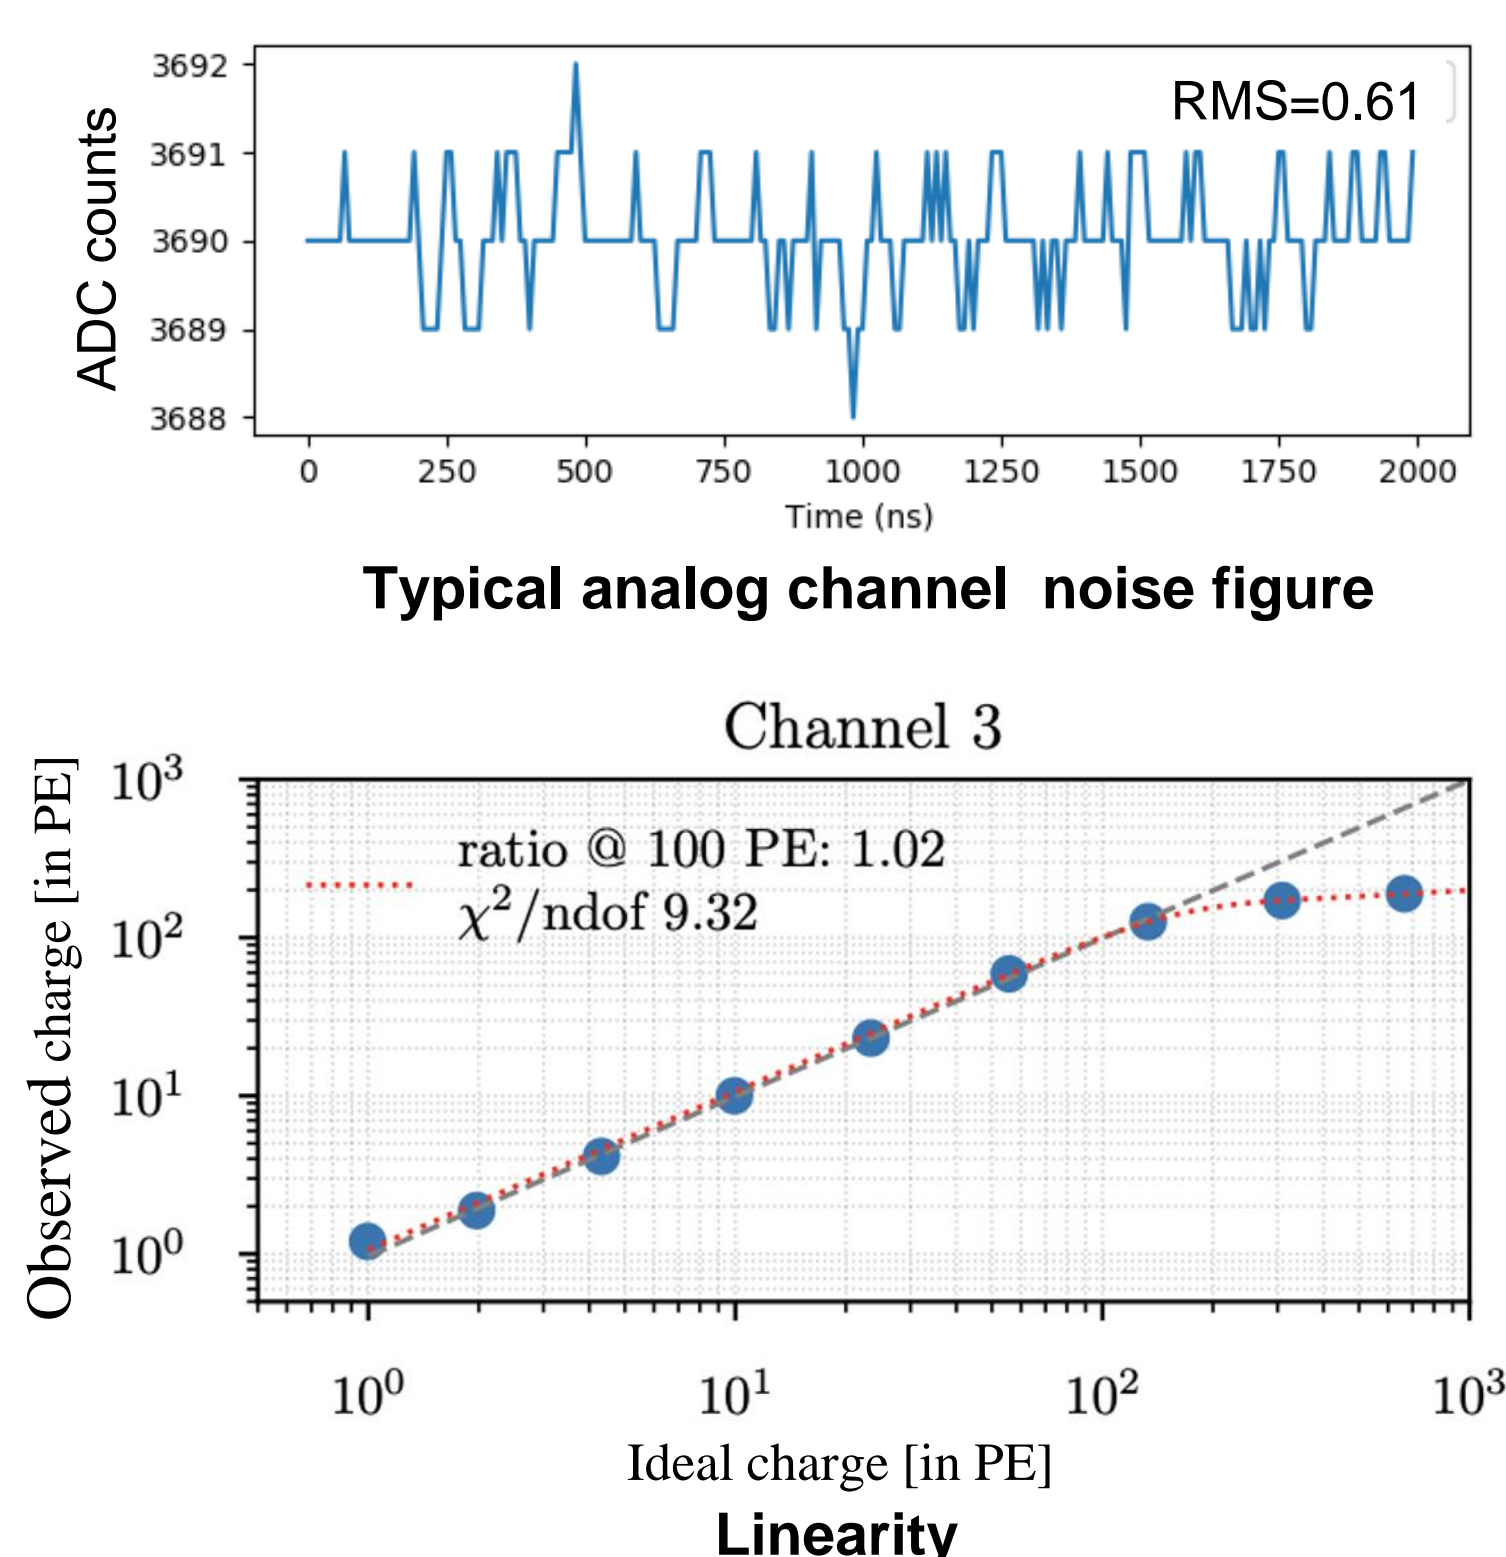 3692
RMS=0.61
3691
3690
3689
3688
ADC counts
0 250 500 750 1000 1250 1500 1750 2000
Time (ns)
Typical analog channel noise figure
Channel 3
10³
ratio @ 100 PE: 1.02
χ²/ndof 9.32
10²
10¹
10⁰
Observed charge [in PE]
10⁰ 10¹ 10² 10³
Ideal charge [in PE]
Linearity